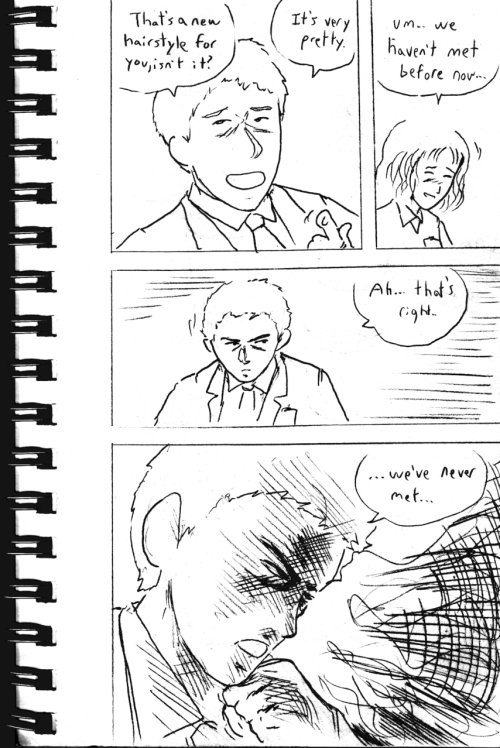 That's a new
hairstyle for
you, isn't it?
It's very
pretty.
um... we
haven't met
before now...
Ah... that's
right..
...we've never
met...